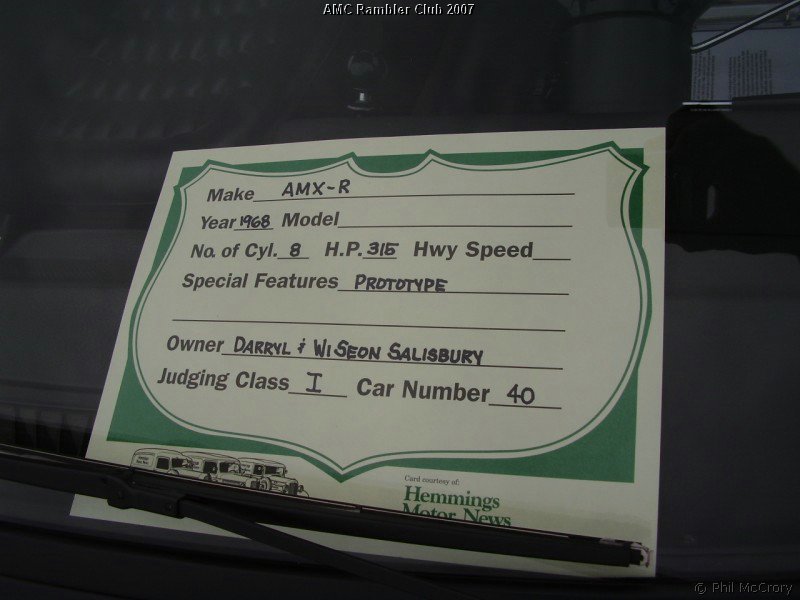 AMC Rambler Club 2007
Make AMX-R
Year 1968 Model
No. of Cyl. 8 H.P. 315 Hwy Speed
Special Features PROTOTYPE
Owner DARRYL & WISEON SALISBURY
Judging Class I Car Number 40
Card courtesy of:
Hemmings
Motor News
© Phil McCrory